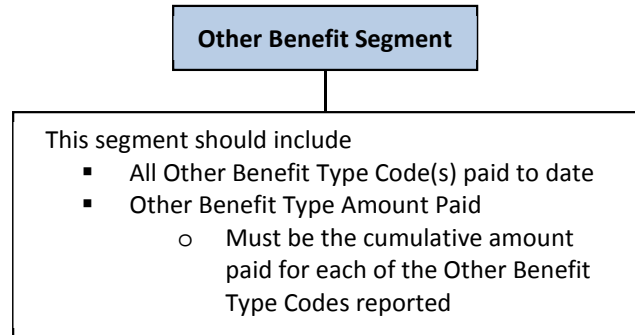 Other Benefit Segment
This segment should include
▪ All Other Benefit Type Code(s) paid to date
▪ Other Benefit Type Amount Paid
o Must be the cumulative amount
paid for each of the Other Benefit
Type Codes reported